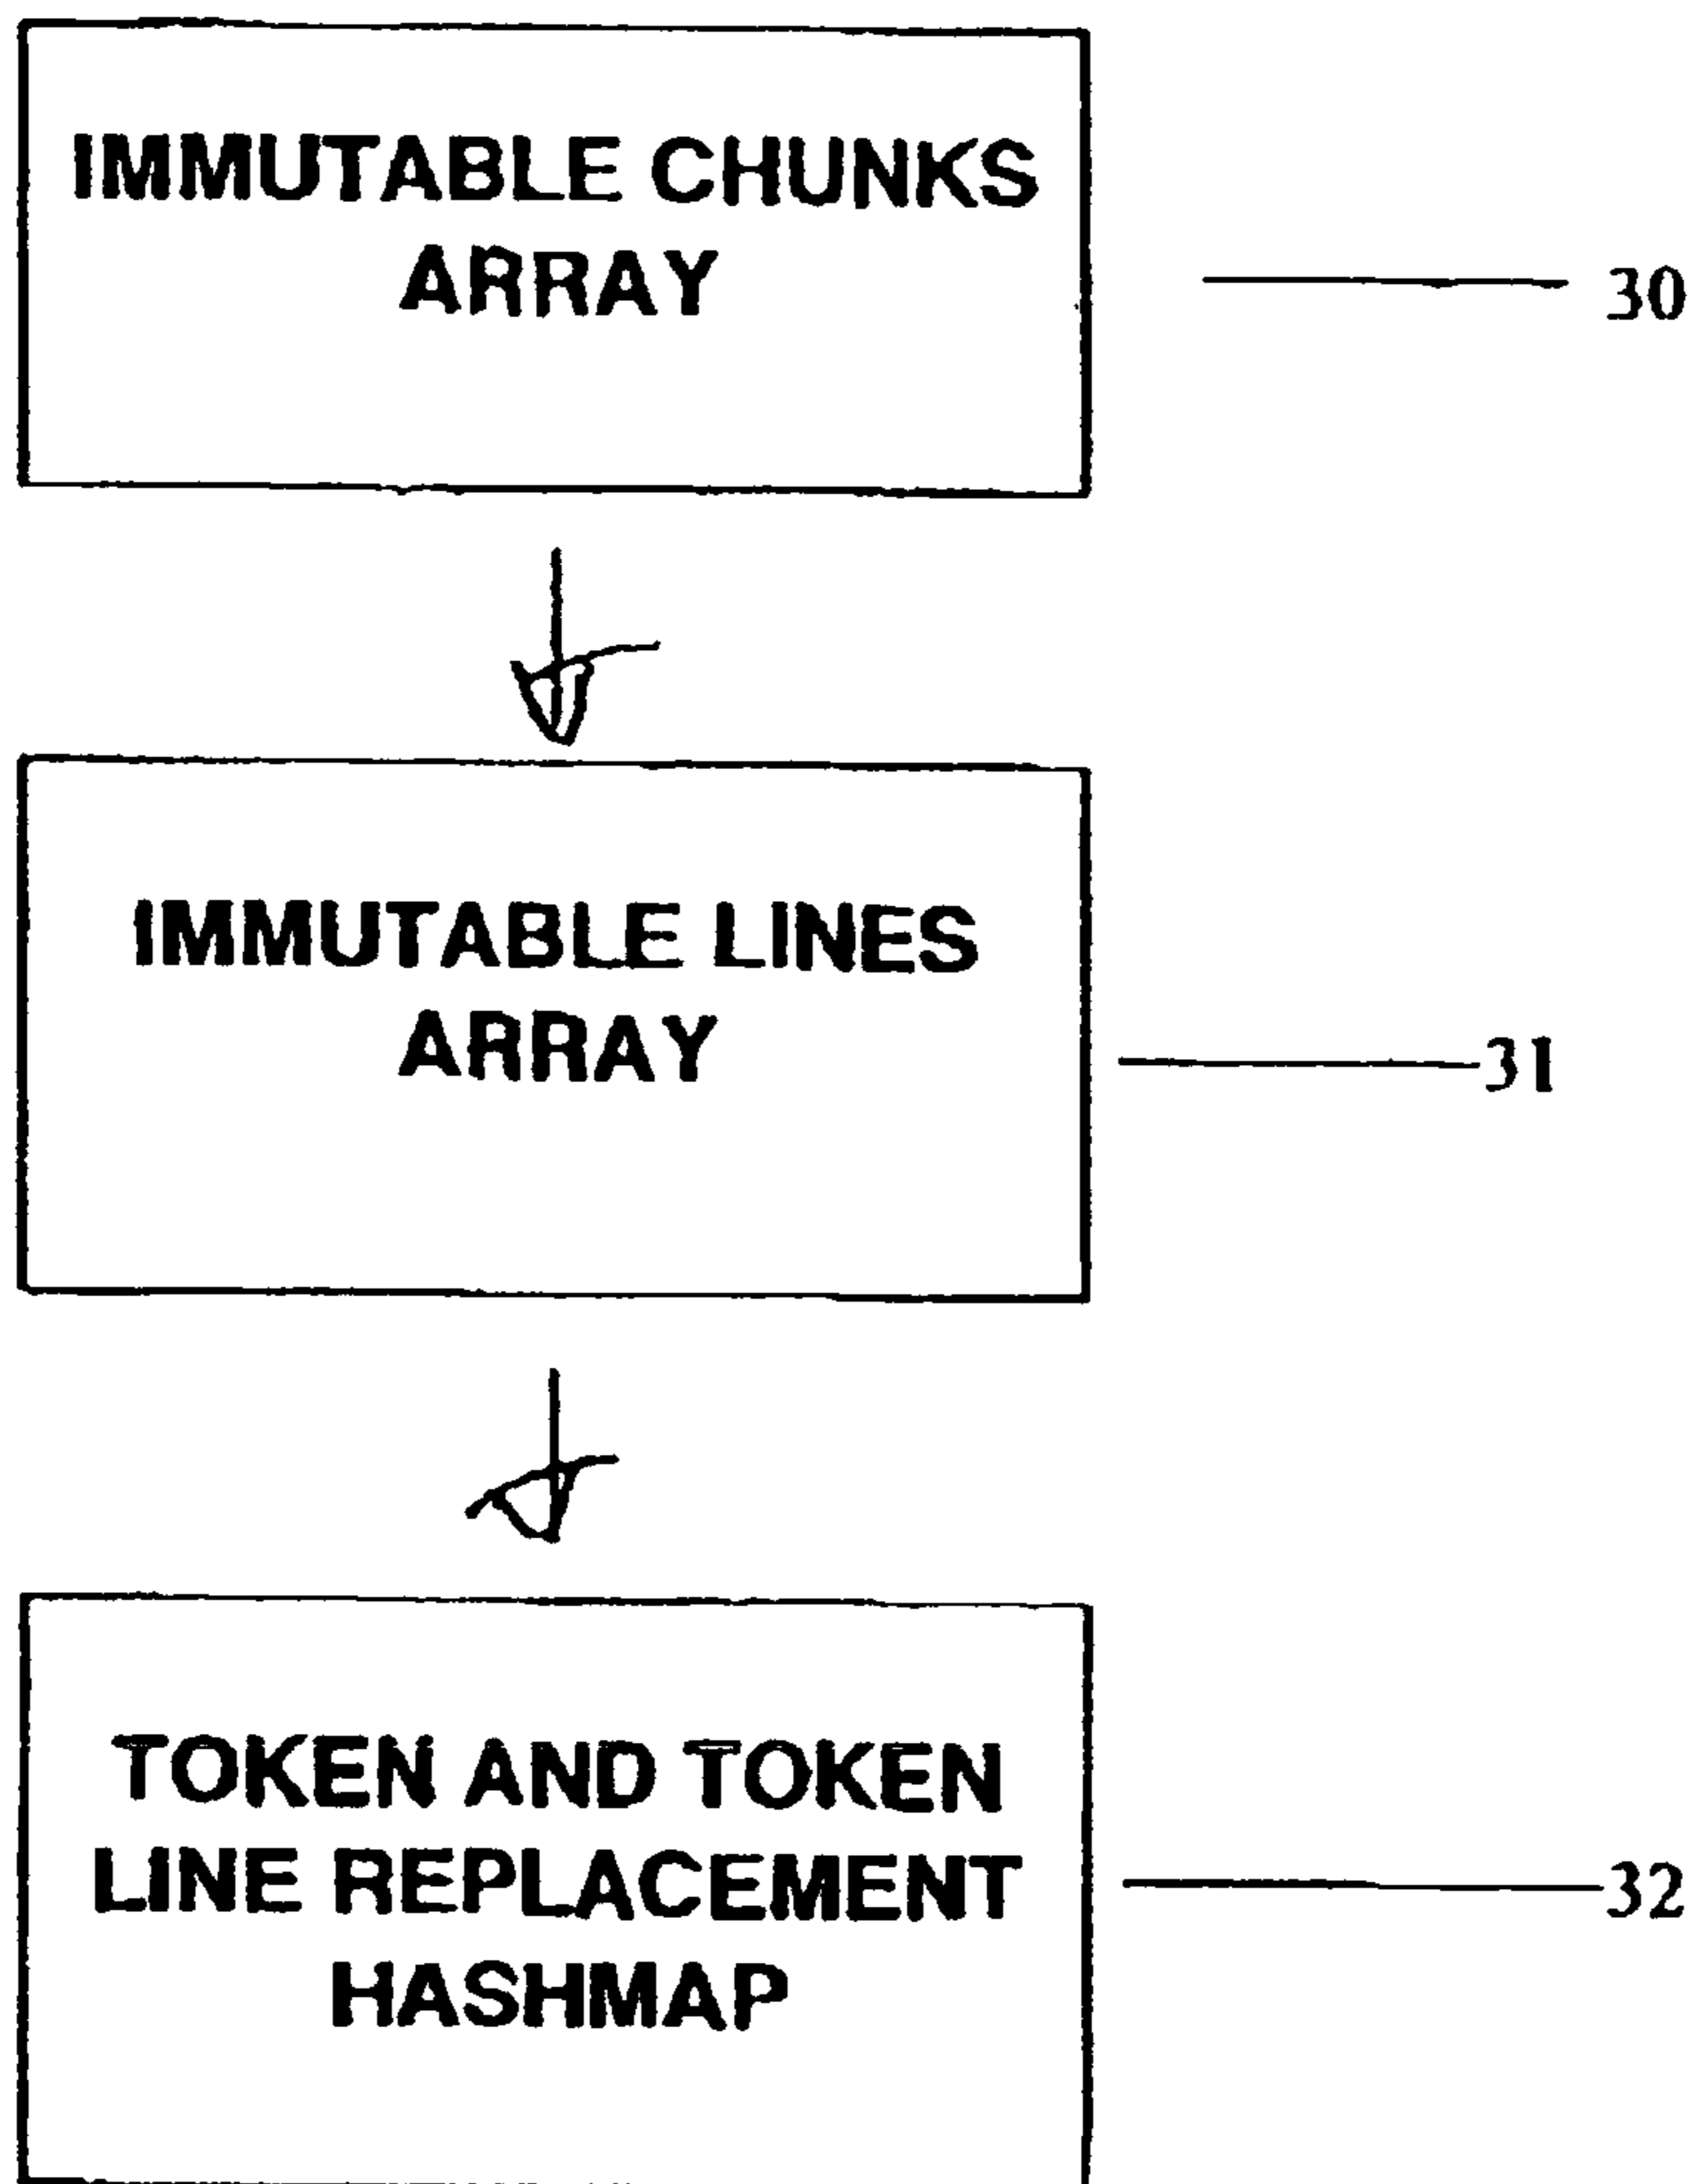 IMMUTABLE CHUNKS
ARRAY
30
IMMUTABLE LINES
ARRAY
31
TOKEN AND TOKEN
LINE REPLACEMENT
HASHMAP
32